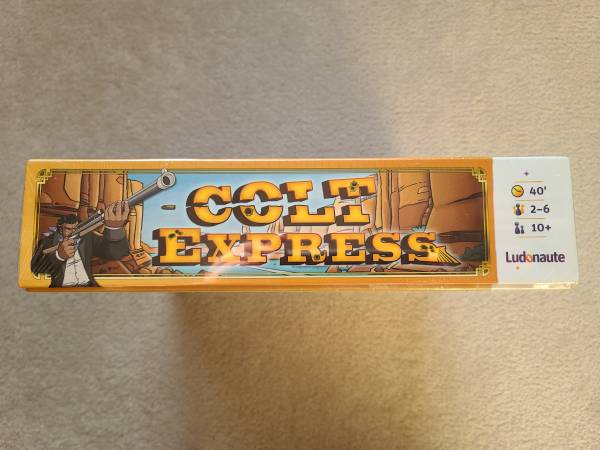 COLT
EXPRESS
40'
2-6
10+
Ludonaute